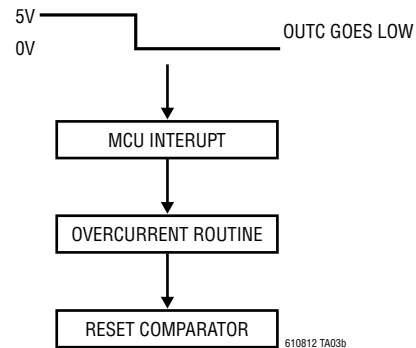 5V
0V
OUTC GOES LOW
MCU INTERUPT
OVERCURRENT ROUTINE
RESET COMPARATOR
610812 TA03b